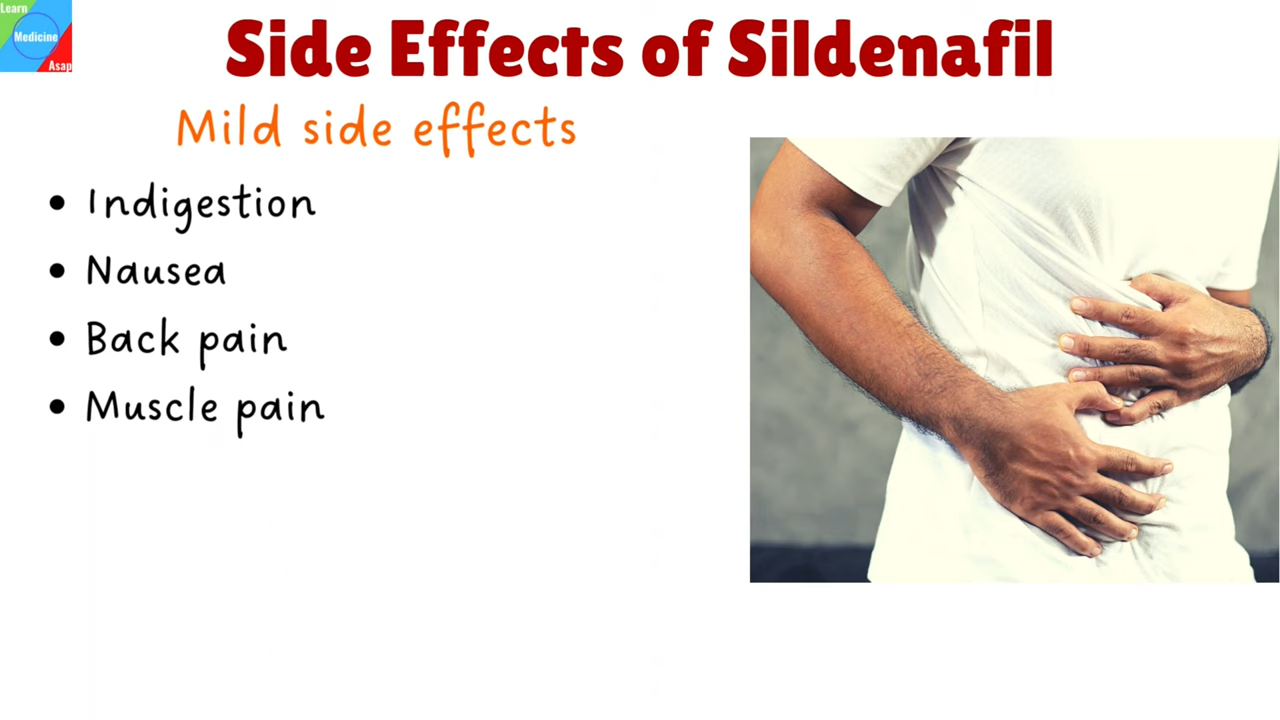 Learn
Medicine
Asap
Side Effects of Sildenafil
Mild side effects
• Indigestion
• Nausea
• Back pain
• Muscle pain